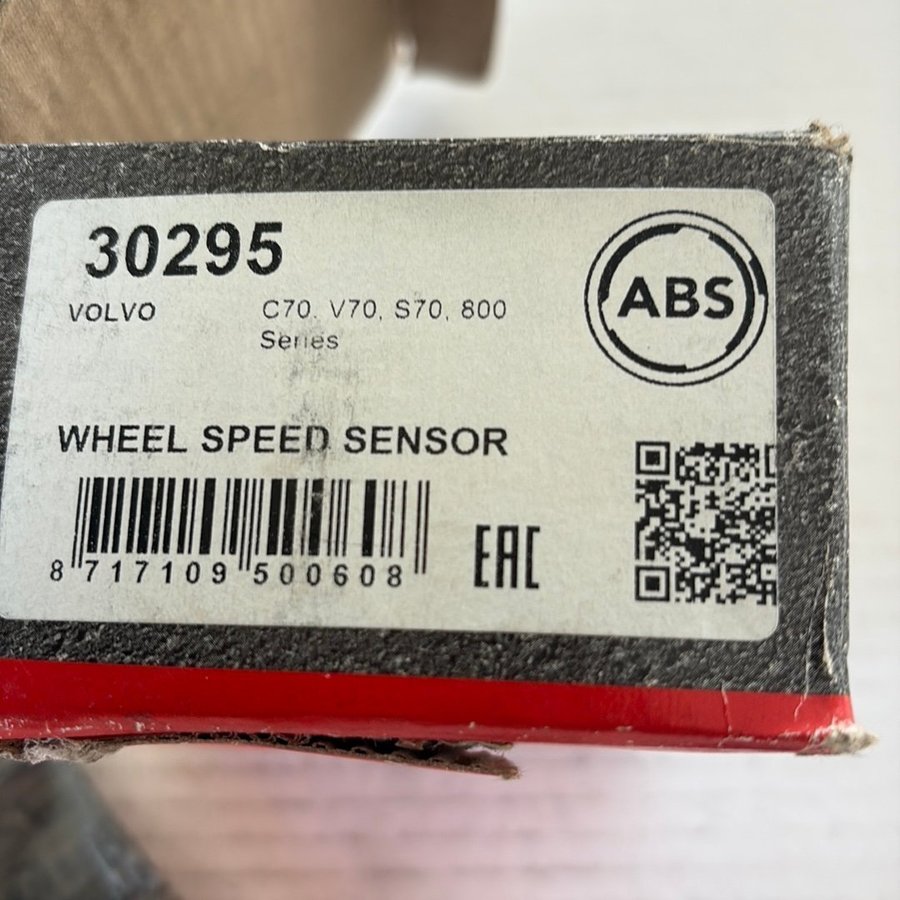 30295
VOLVO C70. V70, S70, 800
Series
ABS
WHEEL SPEED SENSOR
8 717109 500608
EAC